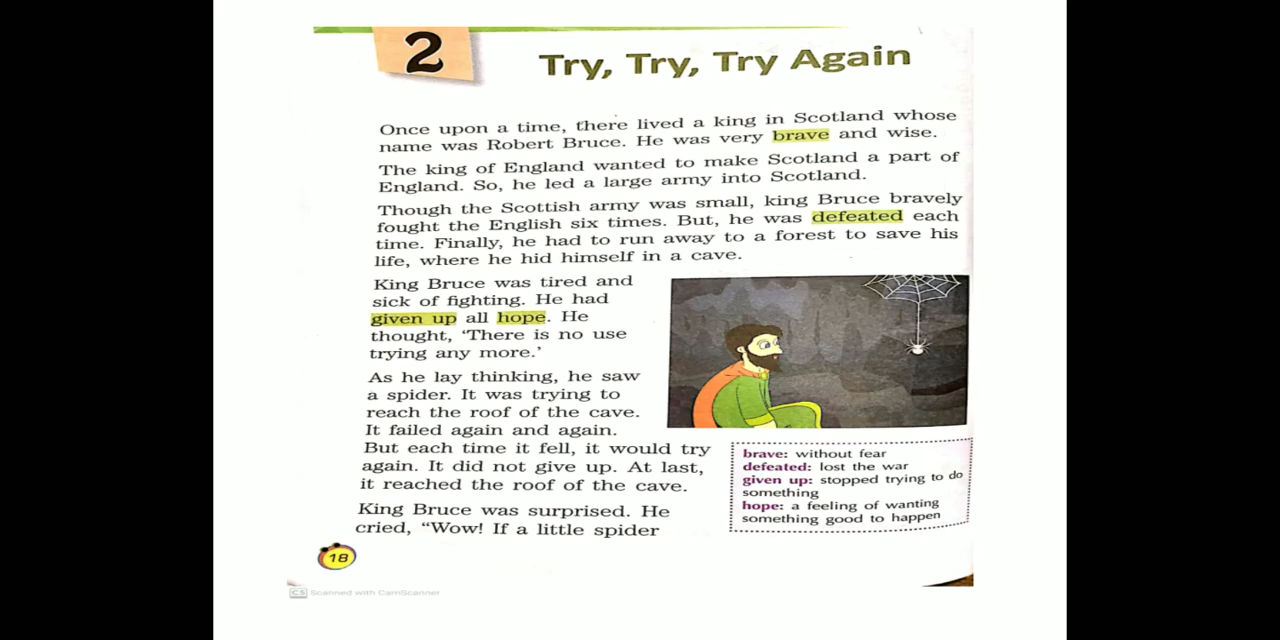 2
Try, Try, Try Again
Once upon a time, there lived a king in Scotland whose
name was Robert Bruce. He was very brave and wise.
The king of England wanted to make Scotland a part of
England. So, he led a large army into Scotland.
Though the Scottish army was small, king Bruce bravely
fought the English six times. But, he was defeated each
time. Finally, he had to run away to a forest to save his
life, where he hid himself in a cave.
King Bruce was tired and
sick of fighting. He had
given up all hope. He
thought, ‘There is no use
trying any more.’
As he lay thinking, he saw
a spider. It was trying to
reach the roof of the cave.
It failed again and again.
But each time it fell, it would try
again. It did not give up. At last,
it reached the roof of the cave.
King Bruce was surprised. He
cried, “Wow! If a little spider
brave: without fear
defeated: lost the war
given up: stopped trying to do
something
hope: a feeling of wanting
something good to happen
18
CS Scanned with CamScanner